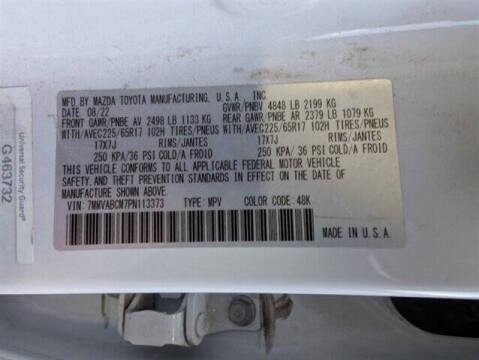 MFD.BY MAZDA TOYOTA MANUFACTURING, U.S.A., INC.
DATE 08/22 GVWR/PNBV 4848 LB 2199 KG
FRONT GAWR/PNBE AV 2498 LB 1133 KG REAR GAWR/PNBE AR 2379 LB 1079 KG
WITH/AVEC225/65R17 102H TIRES/PNEUS WITH/AVEC225/65R17 102H TIRES/PNEUS
17X7J RIMS/JANTES 17X7J RIMS/JANTES
250 KPA/36 PSI COLD/A FROID 250 KPA/36 PSI COLD/A FROID
THIS VEHICLE CONFORMS TO ALL APPLICABLE FEDERAL MOTOR VEHICLE
SAFETY, AND THEFT PREVENTION STANDARDS IN EFFECT ON THE DATE OF
MANUFACTURE SHOWN ABOVE.
VIN: 7MMVABCM7PN113373 TYPE: MPV COLOR CODE: 48K
MADE IN U.S.A.
G463732
Universal Security Guard®